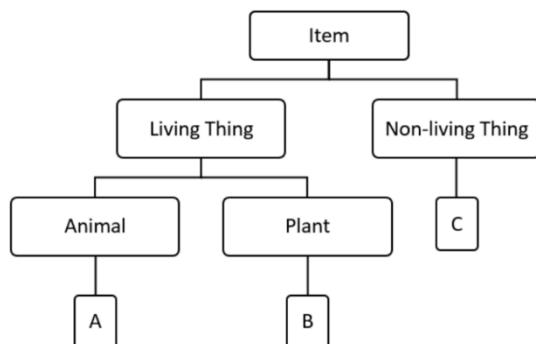 Item
Living Thing
Non-living Thing
Animal
Plant
C
A
B